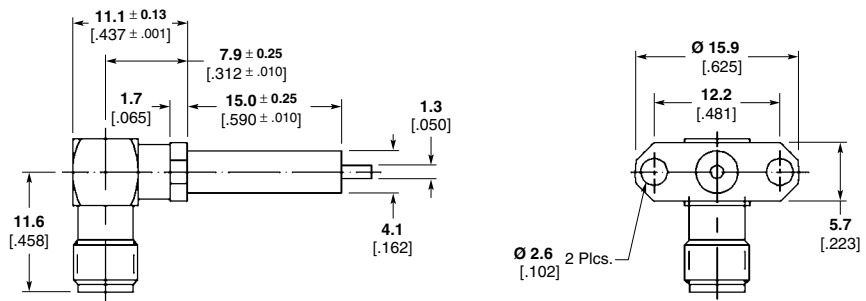 11.1 ± 0.13
[.437 ± .001]
7.9 ± 0.25
[.312 ± .010]
1.7
[.065]
15.0 ± 0.25
[.590 ± .010]
1.3
[.050]
11.6
[.458]
4.1
[.162]
Ø 15.9
[.625]
12.2
[.481]
5.7
[.223]
Ø 2.6
[.102]
2 Plcs.